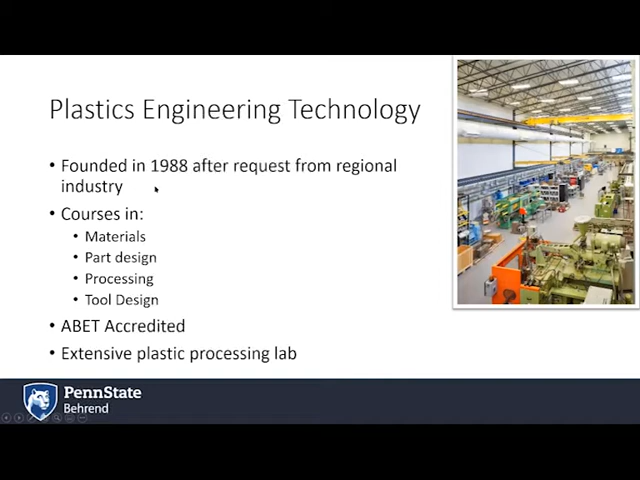 Plastics Engineering Technology
• Founded in 1988 after request from regional
industry
• Courses in:
• Materials
• Part design
• Processing
• Tool Design
• ABET Accredited
• Extensive plastic processing lab
PennState
Behrend